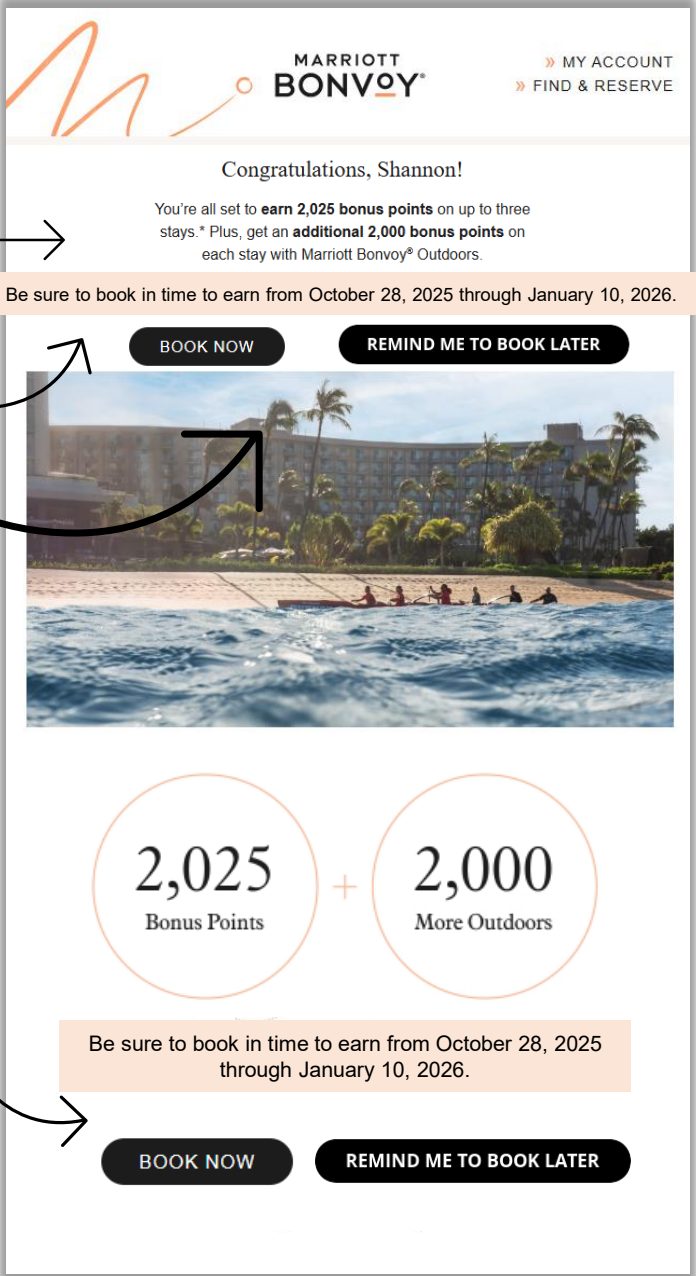 MARRIOTT
BONVOY®
» MY ACCOUNT
» FIND & RESERVE
Congratulations, Shannon!
You’re all set to earn 2,025 bonus points on up to three
stays.* Plus, get an additional 2,000 bonus points on
each stay with Marriott Bonvoy® Outdoors.
Be sure to book in time to earn from October 28, 2025 through January 10, 2026.
BOOK NOW
REMIND ME TO BOOK LATER
2,025
Bonus Points
+
2,000
More Outdoors
Be sure to book in time to earn from October 28, 2025
through January 10, 2026.
BOOK NOW
REMIND ME TO BOOK LATER